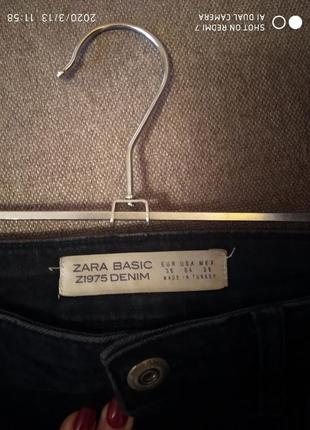 2020/3/13 11:58
SHOT ON REDMI 7
AI DUAL CAMERA
ZARA BASIC
Z1975 DENIM
EUR USA MEX
36 04 26
MADE IN TURKEY